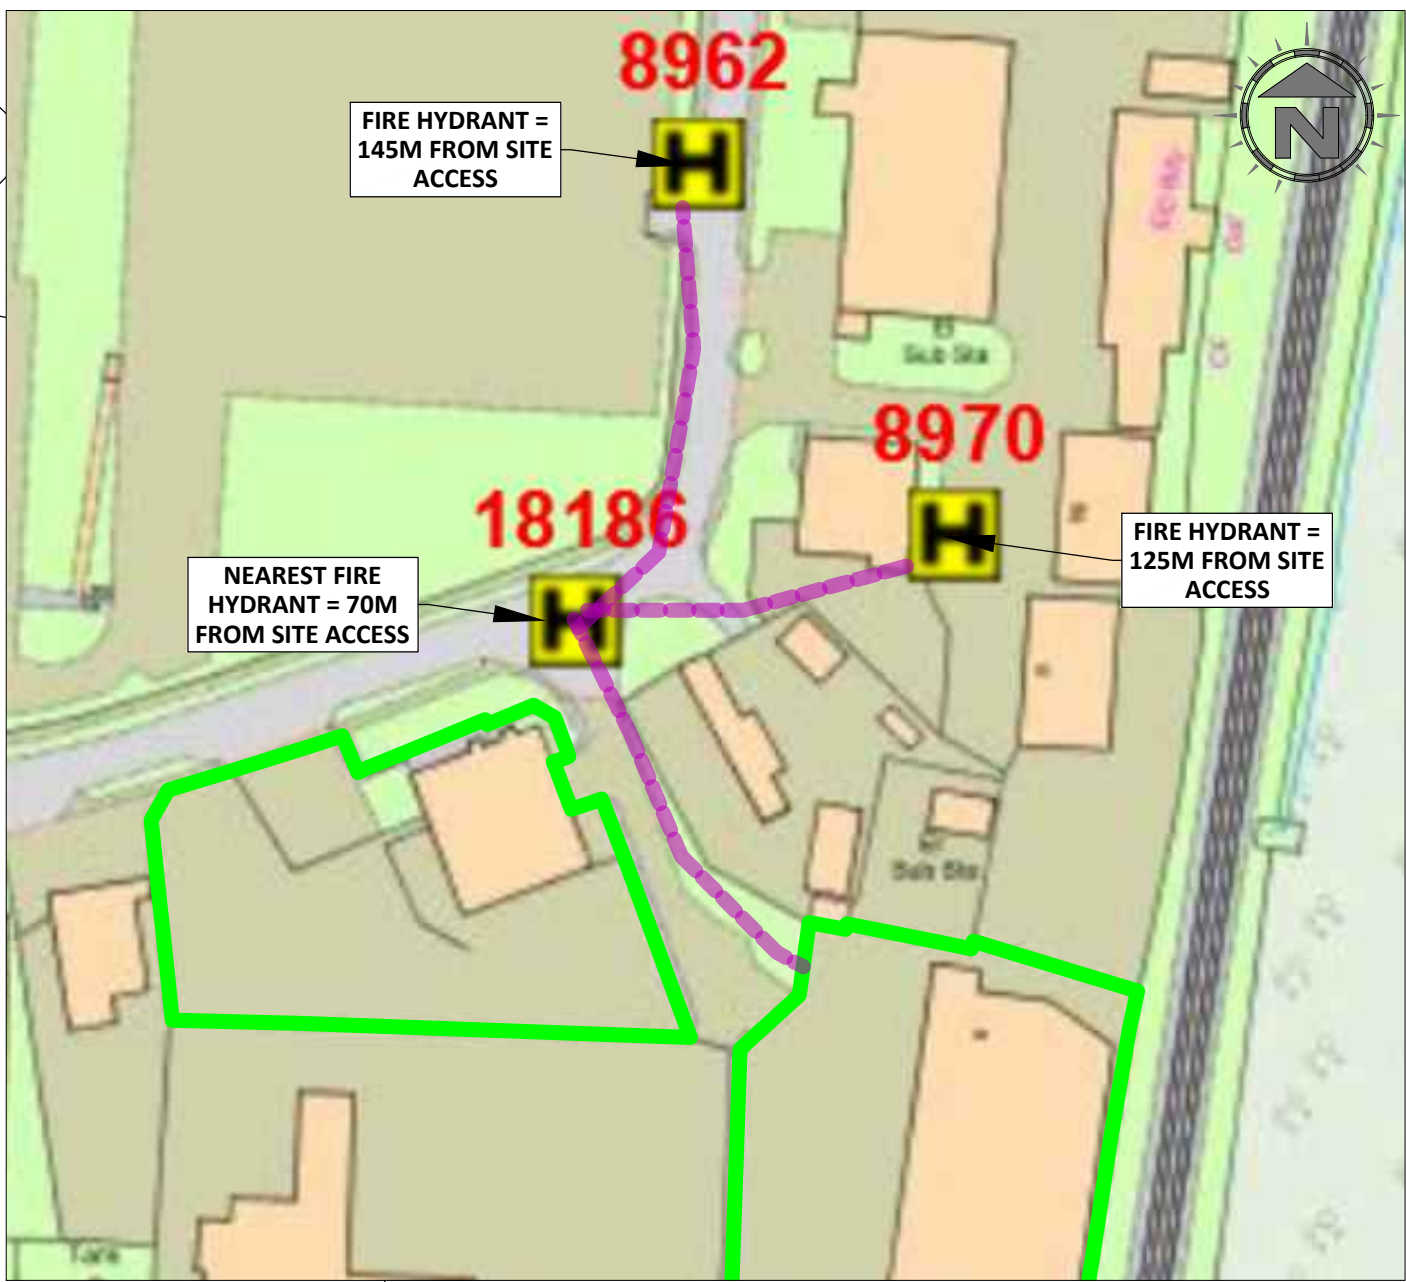 8962
FIRE HYDRANT =
145M FROM SITE
ACCESS
H
N
Sub Sta
8970
H
18186
FIRE HYDRANT =
125M FROM SITE
ACCESS
NEAREST FIRE
HYDRANT = 70M
FROM SITE ACCESS
H
Sub Sta
Tank